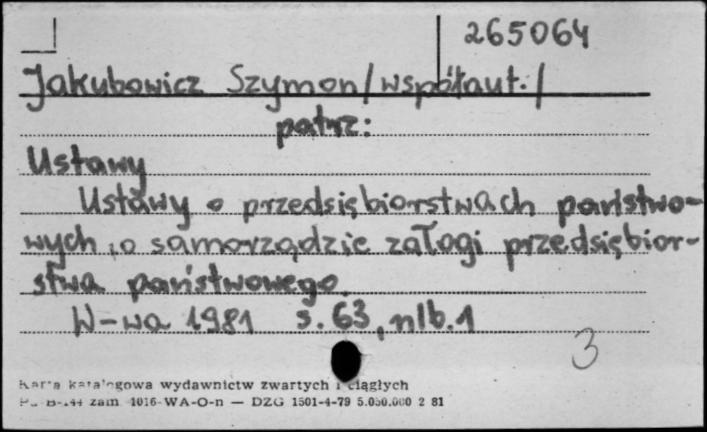 265064
Jakubowicz Szymon/współaut./
patrz:
Ustawy
Ustawy o przedsiębiorstwach państwo-
wych, o samorządzie załogi przedsiębior-
stwa państwowego.
W-wa 1981 s. 63, nlb. 1
3
Karta katalogowa wydawnictw zwartych i ciągłych
zam. 1016 WA-O-n — DZG 1501-4-79 5.050.000 2 81